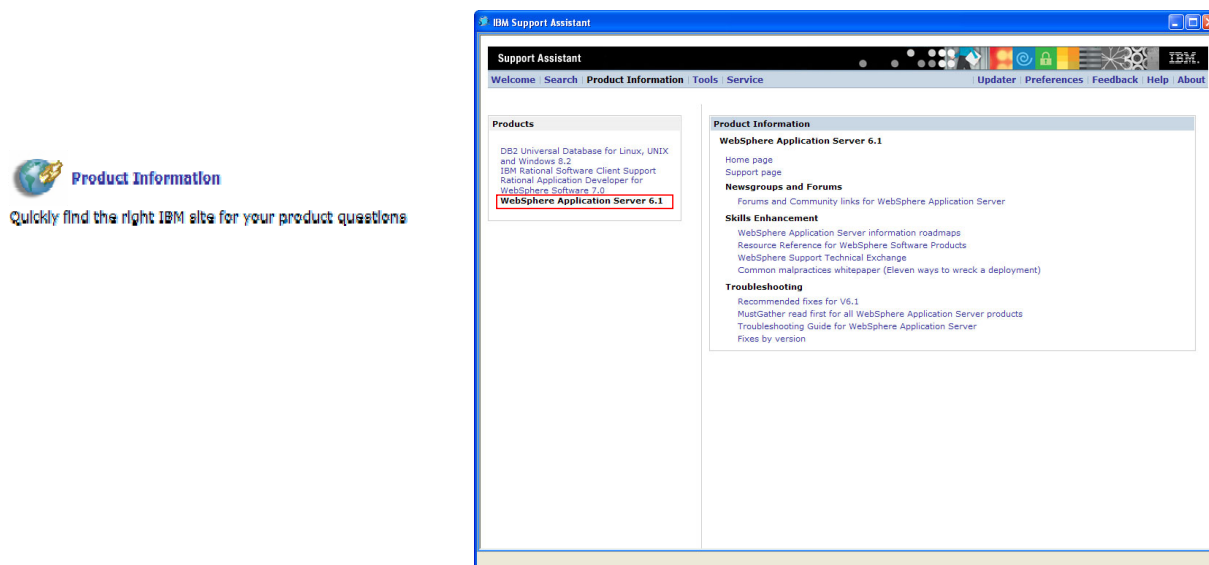 Product Information
Quickly find the right IBM site for your product questions
IBM Support Assistant
Support Assistant
IBM.
Welcome | Search | Product Information | Tools | Service
Updater | Preferences | Feedback | Help | About
Products
DB2 Universal Database for Linux, UNIX
and Windows 8.2
IBM Rational Software Client Support
Rational Application Developer for
WebSphere Software 7.0
WebSphere Application Server 6.1
Product Information
WebSphere Application Server 6.1
Home page
Support page
Newsgroups and Forums
Forums and Community links for WebSphere Application Server
Skills Enhancement
WebSphere Application Server information roadmaps
Resource Reference for WebSphere Software Products
WebSphere Support Technical Exchange
Common malpractices whitepaper (Eleven ways to wreck a deployment)
Troubleshooting
Recommended fixes for V6.1
MustGather read first for all WebSphere Application Server products
Troubleshooting Guide for WebSphere Application Server
Fixes by version